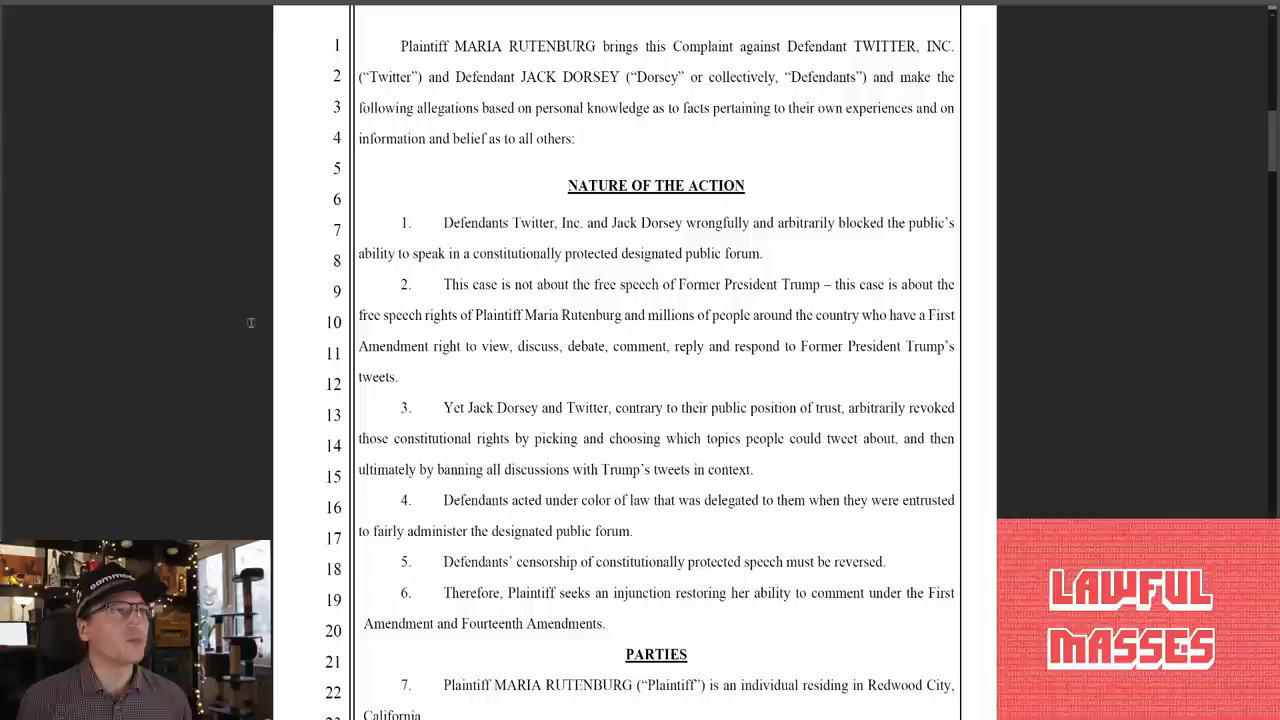 1 Plaintiff MARIA RUTENBURG brings this Complaint against Defendant TWITTER, INC.
2 (“Twitter”) and Defendant JACK DORSEY (“Dorsey” or collectively, “Defendants”) and make the
3 following allegations based on personal knowledge as to facts pertaining to their own experiences and on
4 information and belief as to all others:
5
6 NATURE OF THE ACTION
7 1. Defendants Twitter, Inc. and Jack Dorsey wrongfully and arbitrarily blocked the public’s
8 ability to speak in a constitutionally protected designated public forum.
9 2. This case is not about the free speech of Former President Trump – this case is about the
10 free speech rights of Plaintiff Maria Rutenburg and millions of people around the country who have a First
11 Amendment right to view, discuss, debate, comment, reply and respond to Former President Trump’s
12 tweets.
13 3. Yet Jack Dorsey and Twitter, contrary to their public position of trust, arbitrarily revoked
14 those constitutional rights by picking and choosing which topics people could tweet about, and then
15 ultimately by banning all discussions with Trump’s tweets in context.
16 4. Defendants acted under color of law that was delegated to them when they were entrusted
17 to fairly administer the designated public forum.
18 5. Defendants’ censorship of constitutionally protected speech must be reversed.
19 6. Therefore, Plaintiff seeks an injunction restoring her ability to comment under the First
20 Amendment and Fourteenth Amendments.
21 PARTIES
22 7. Plaintiff MARIA RUTENBURG (“Plaintiff”) is an individual residing in Redwood City,
23 California
LAWFUL
MASSES